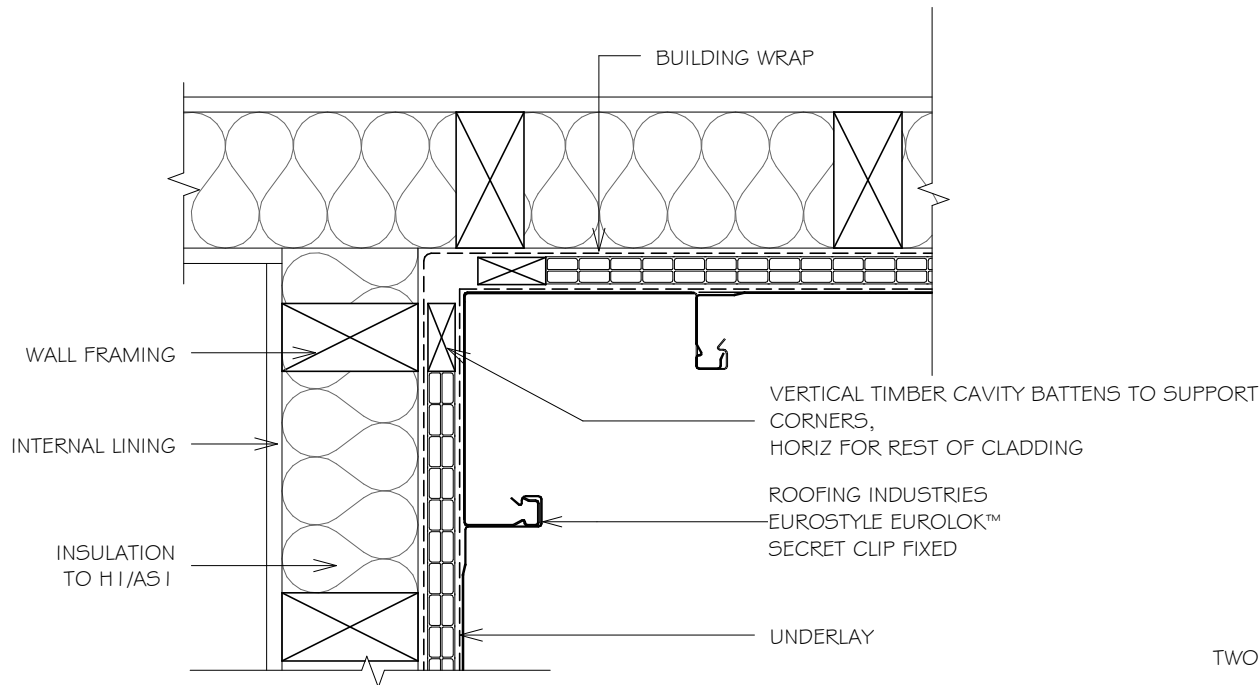 BUILDING WRAP
WALL FRAMING
VERTICAL TIMBER CAVITY BATTENS TO SUPPORT
CORNERS,
HORIZ FOR REST OF CLADDING
INTERNAL LINING
ROOFING INDUSTRIES
EUROSTYLE EUROLOK™
SECRET CLIP FIXED
INSULATION
TO H1/AS1
UNDERLAY
TWO